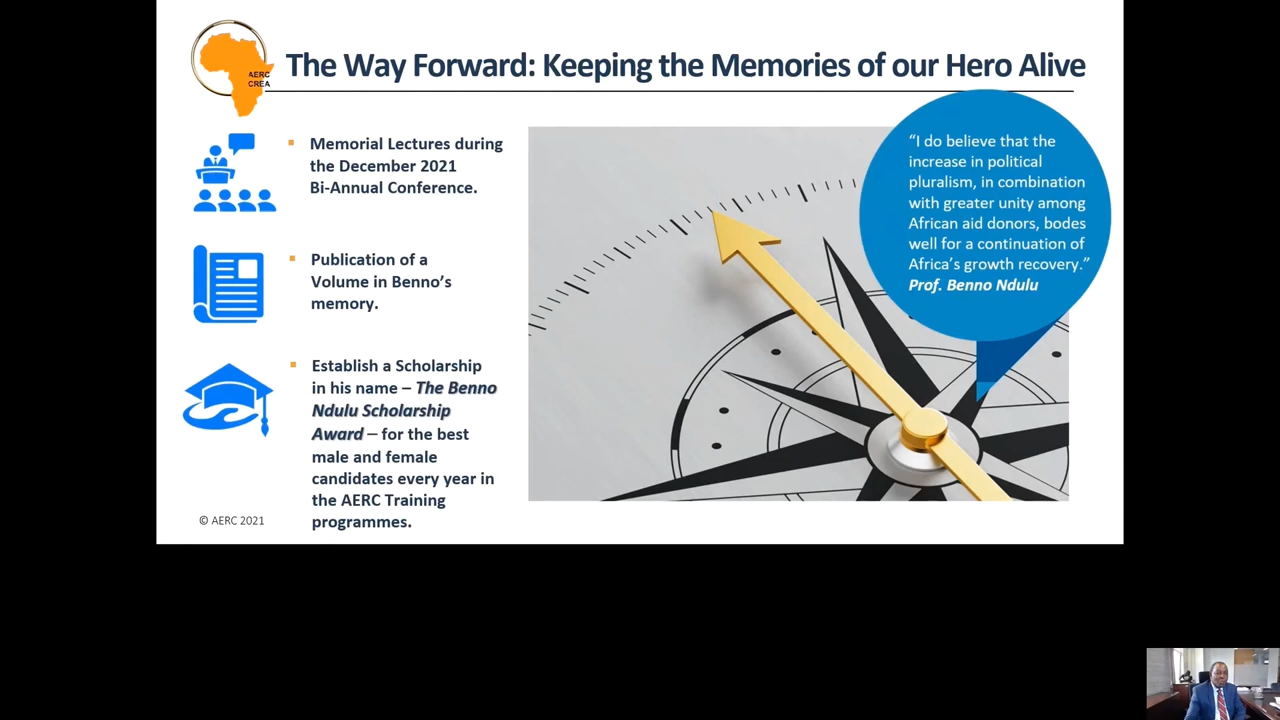 AERC
CREA
The Way Forward: Keeping the Memories of our Hero Alive
Memorial Lectures during
the December 2021
Bi-Annual Conference.
Publication of a
Volume in Benno's
memory.
Establish a Scholarship
in his name – The Benno
Ndulu Scholarship
Award – for the best
male and female
candidates every year in
the AERC Training
programmes.
“I do believe that the
increase in political
pluralism, in combination
with greater unity among
African aid donors, bodes
well for a continuation of
Africa’s growth recovery.”
Prof. Benno Ndulu
© AERC 2021